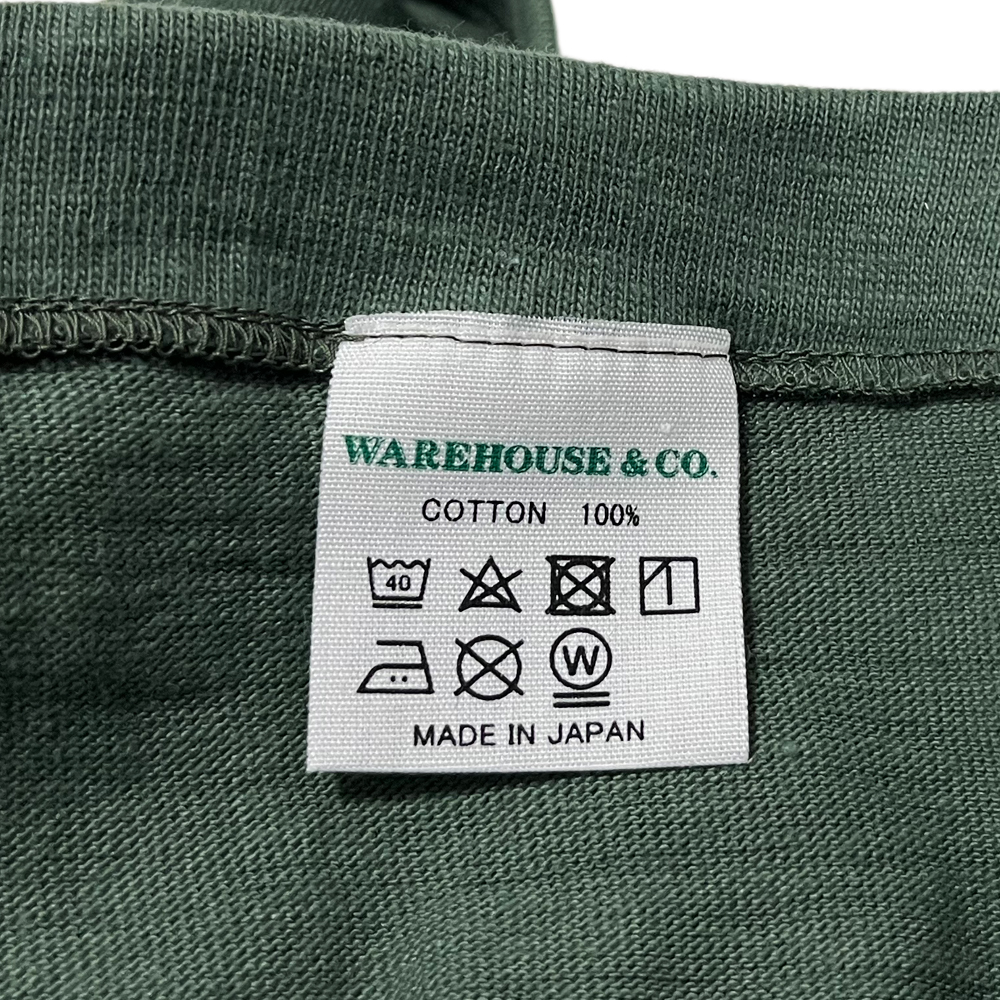 WAREHOUSE & CO.
COTTON 100%
40
W
MADE IN JAPAN